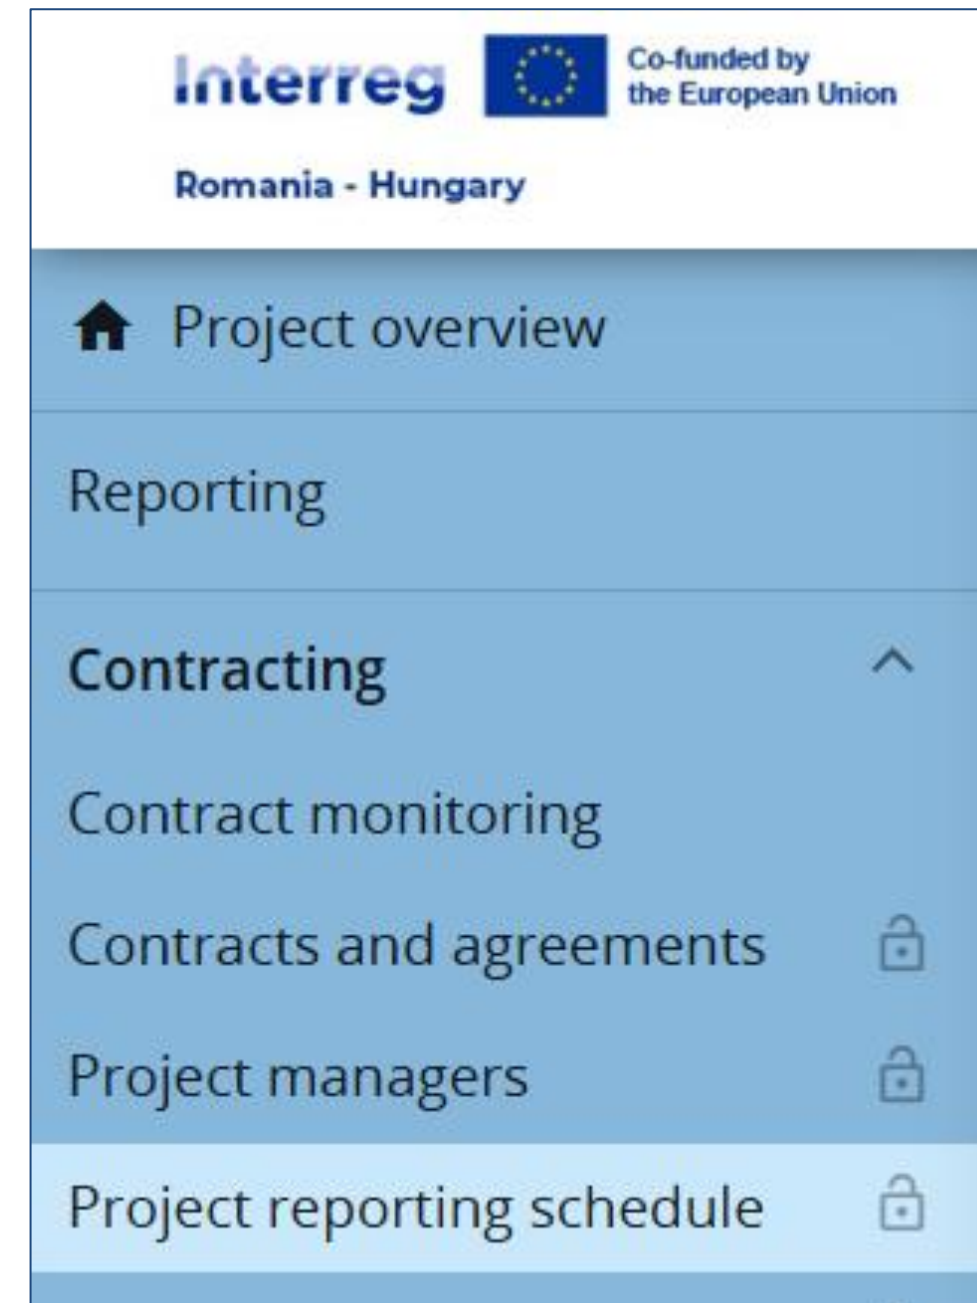 Interreg
Co-funded by
the European Union
Romania - Hungary
Project overview
Reporting
Contracting
Contract monitoring
Contracts and agreements
Project managers
Project reporting schedule